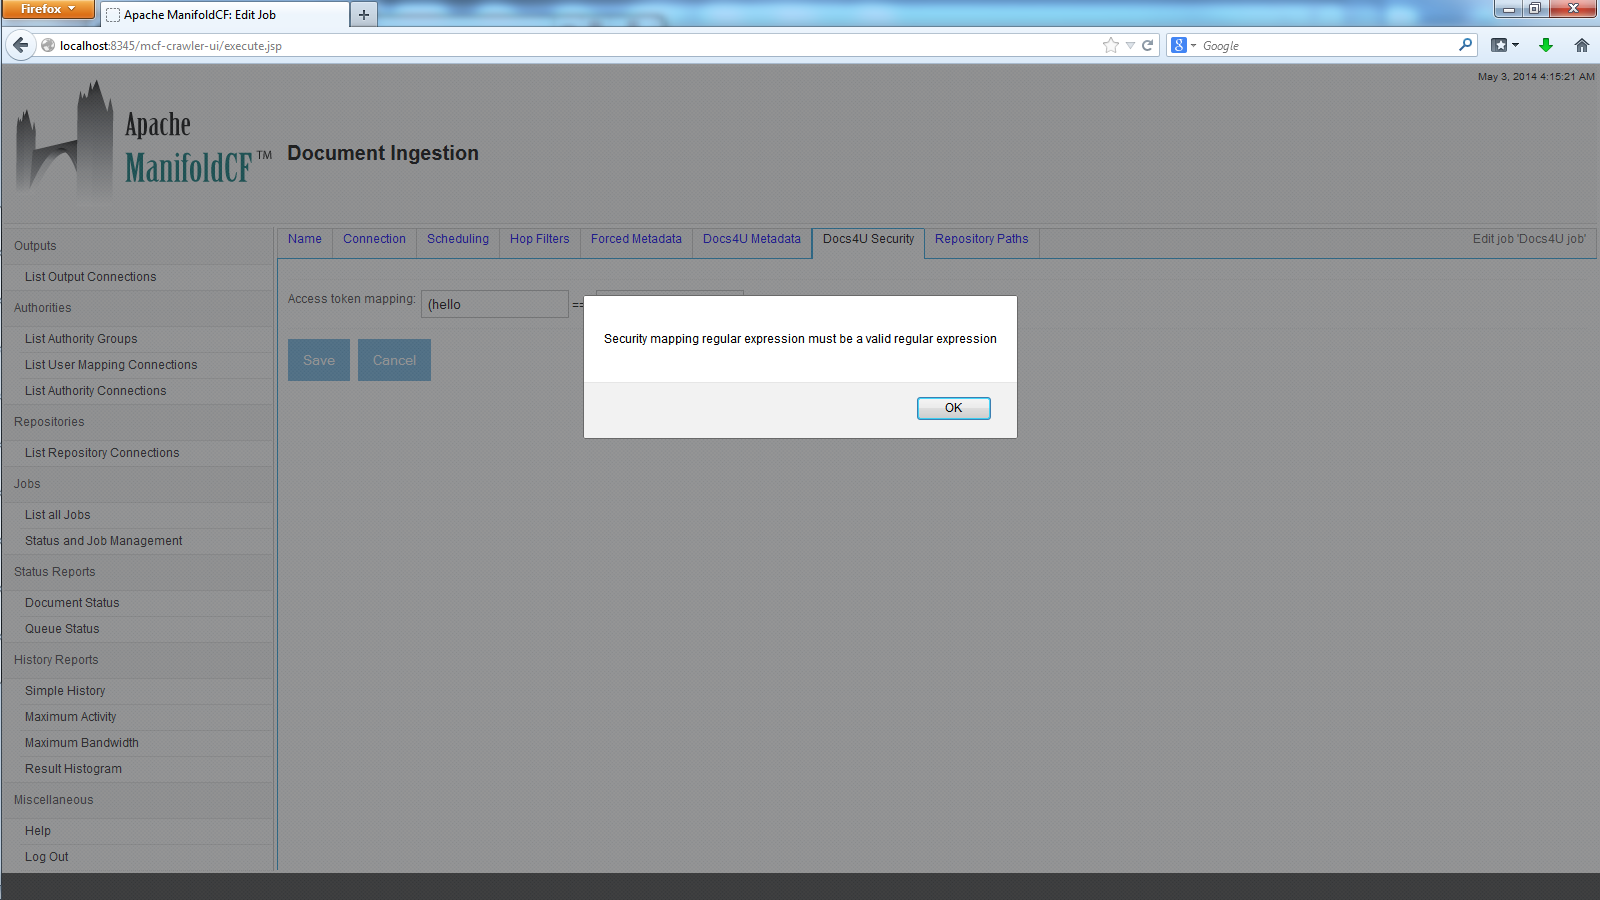 Firefox
Apache ManifoldCF: Edit Job
localhost:8345/mcf-crawler-ui/execute.jsp
Google
May 3, 2014 4:15:21 AM
Apache
ManifoldCF™
Document Ingestion
Outputs
List Output Connections
Authorities
List Authority Groups
List User Mapping Connections
List Authority Connections
Repositories
List Repository Connections
Jobs
List all Jobs
Status and Job Management
Status Reports
Document Status
Queue Status
History Reports
Simple History
Maximum Activity
Maximum Bandwidth
Result Histogram
Miscellaneous
Help
Log Out
Name Connection Scheduling Hop Filters Forced Metadata Docs4U Metadata Docs4U Security Repository Paths Edit job 'Docs4U job'
Access token mapping: (hello ==
Save Cancel
Security mapping regular expression must be a valid regular expression
OK